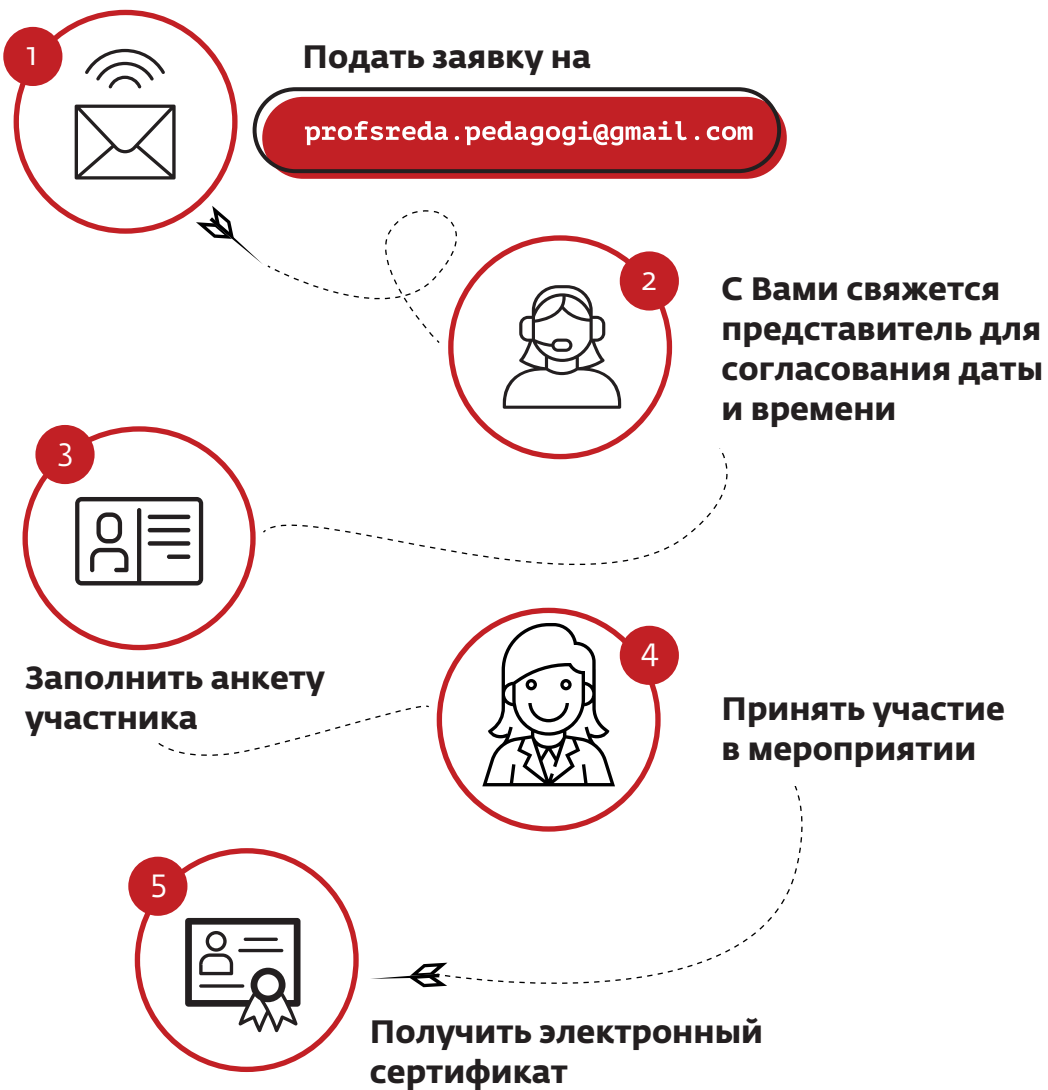 1
Подать заявку на
profsreda.pedagogi@gmail.com
2
С Вами свяжется
представитель для
согласования даты
и времени
3
Заполнить анкету
участника
4
Принять участие
в мероприятии
5
Получить электронный
сертификат